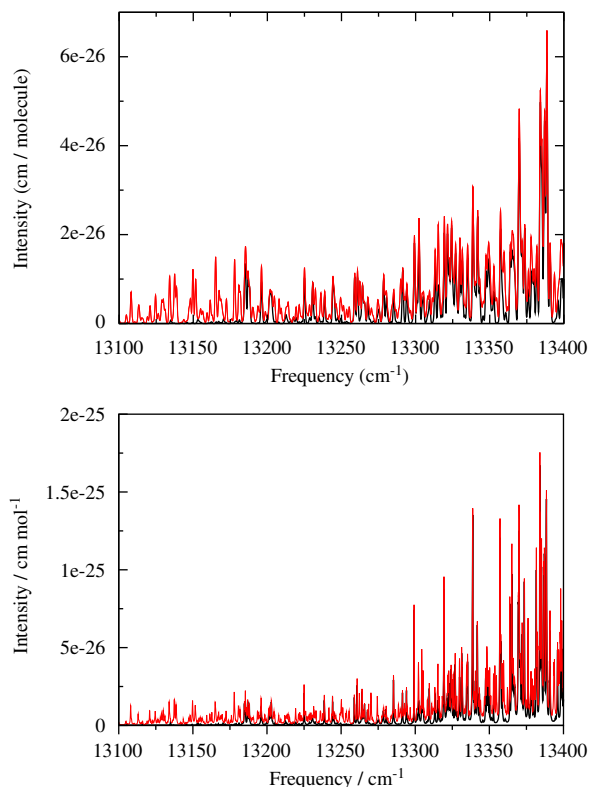 6e-26
4e-26
2e-26
0
Intensity (cm / molecule)
13100 13150 13200 13250 13300 13350 13400
Frequency (cm-1)
2e-25
1.5e-25
1e-25
5e-26
0
Intensity / cm mol-1
13100 13150 13200 13250 13300 13350 13400
Frequency / cm-1